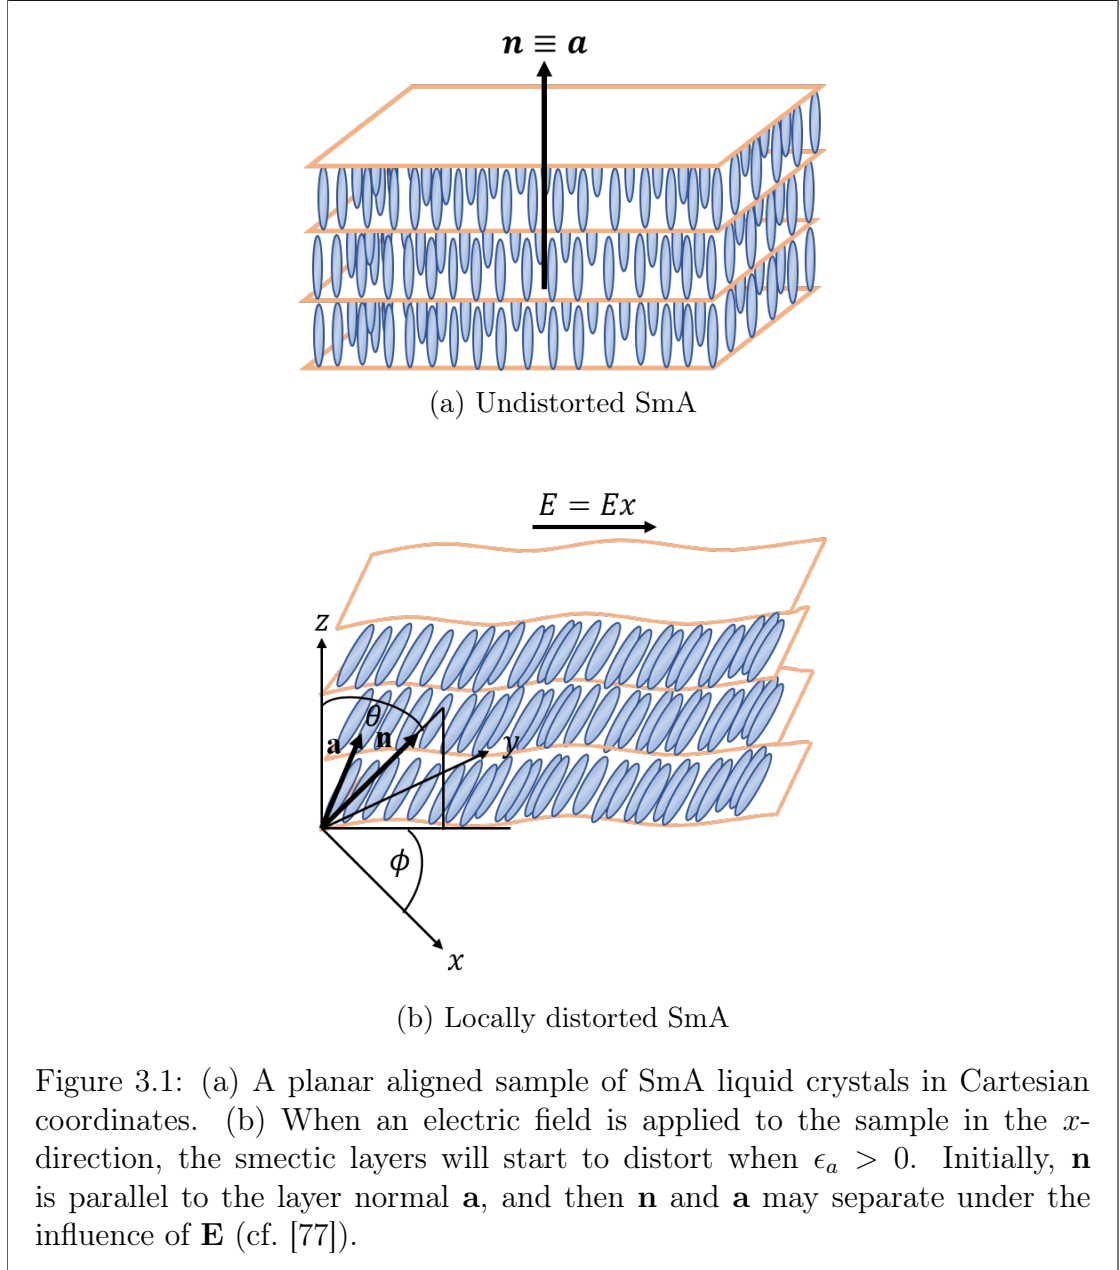 n ≡ a
(a) Undistorted SmA
E = Ex
z
θ
a
n
y
ϕ
x
(b) Locally distorted SmA
Figure 3.1: (a) A planar aligned sample of SmA liquid crystals in Cartesian
coordinates. (b) When an electric field is applied to the sample in the x-
direction, the smectic layers will start to distort when ϵₐ > 0. Initially, n
is parallel to the layer normal a, and then n and a may separate under the
influence of E (cf. [77]).